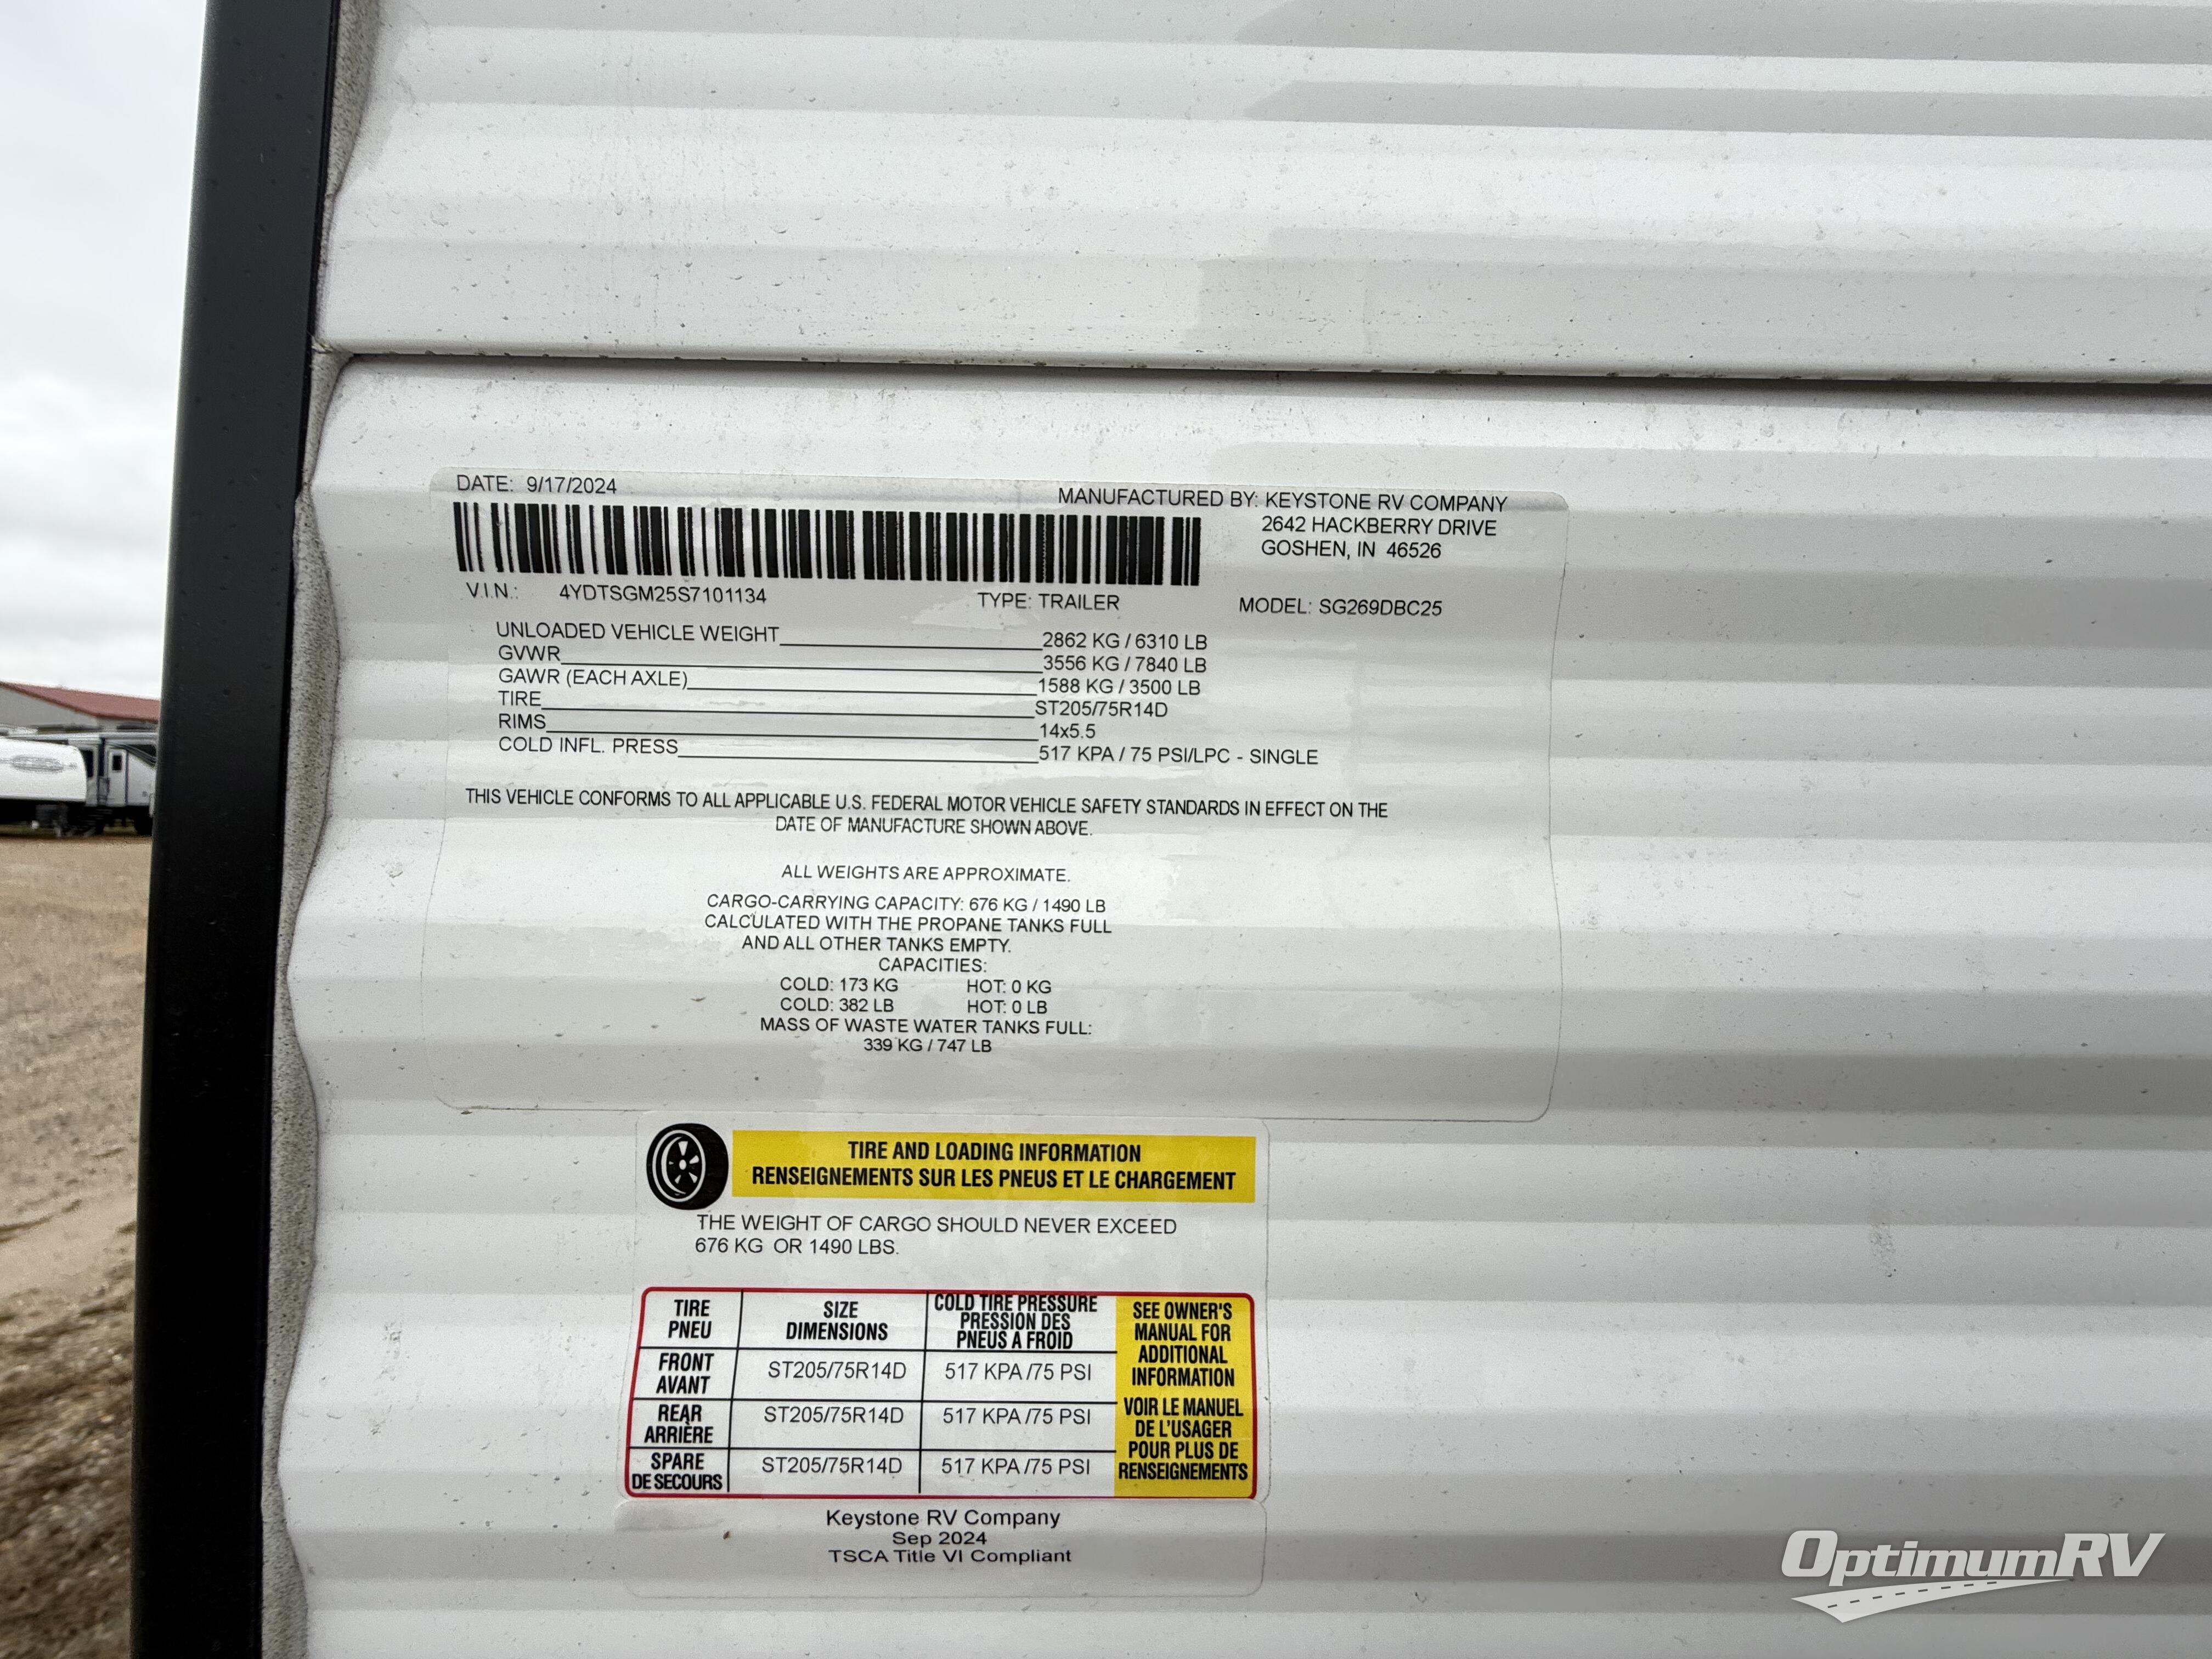 DATE: 9/17/2024
MANUFACTURED BY: KEYSTONE RV COMPANY
2642 HACKBERRY DRIVE
GOSHEN, IN 46526
V.I.N.: 4YDTSGM25S7101134 TYPE: TRAILER MODEL: SG269DBC25
UNLOADED VEHICLE WEIGHT 2862 KG / 6310 LB
GVWR 3556 KG / 7840 LB
GAWR (EACH AXLE) 1588 KG / 3500 LB
TIRE ST205/75R14D
RIMS 14x5.5
COLD INFL. PRESS 517 KPA / 75 PSI/LPC - SINGLE
THIS VEHICLE CONFORMS TO ALL APPLICABLE U.S. FEDERAL MOTOR VEHICLE SAFETY STANDARDS IN EFFECT ON THE
DATE OF MANUFACTURE SHOWN ABOVE.
ALL WEIGHTS ARE APPROXIMATE.
CARGO-CARRYING CAPACITY: 676 KG / 1490 LB
CALCULATED WITH THE PROPANE TANKS FULL
AND ALL OTHER TANKS EMPTY.
CAPACITIES:
COLD: 173 KG HOT: 0 KG
COLD: 382 LB HOT: 0 LB
MASS OF WASTE WATER TANKS FULL:
339 KG / 747 LB
TIRE AND LOADING INFORMATION
RENSEIGNEMENTS SUR LES PNEUS ET LE CHARGEMENT
THE WEIGHT OF CARGO SHOULD NEVER EXCEED
676 KG OR 1490 LBS.
TIRE
PNEU
SIZE
DIMENSIONS
COLD TIRE PRESSURE
PRESSION DES
PNEUS A FROID
FRONT
AVANT
ST205/75R14D
517 KPA /75 PSI
REAR
ARRIÈRE
ST205/75R14D
517 KPA /75 PSI
SPARE
DE SECOURS
ST205/75R14D
517 KPA /75 PSI
SEE OWNER'S
MANUAL FOR
ADDITIONAL
INFORMATION
VOIR LE MANUEL
DE L'USAGER
POUR PLUS DE
RENSEIGNEMENTS
Keystone RV Company
Sep 2024
TSCA Title VI Compliant
OptimumRV